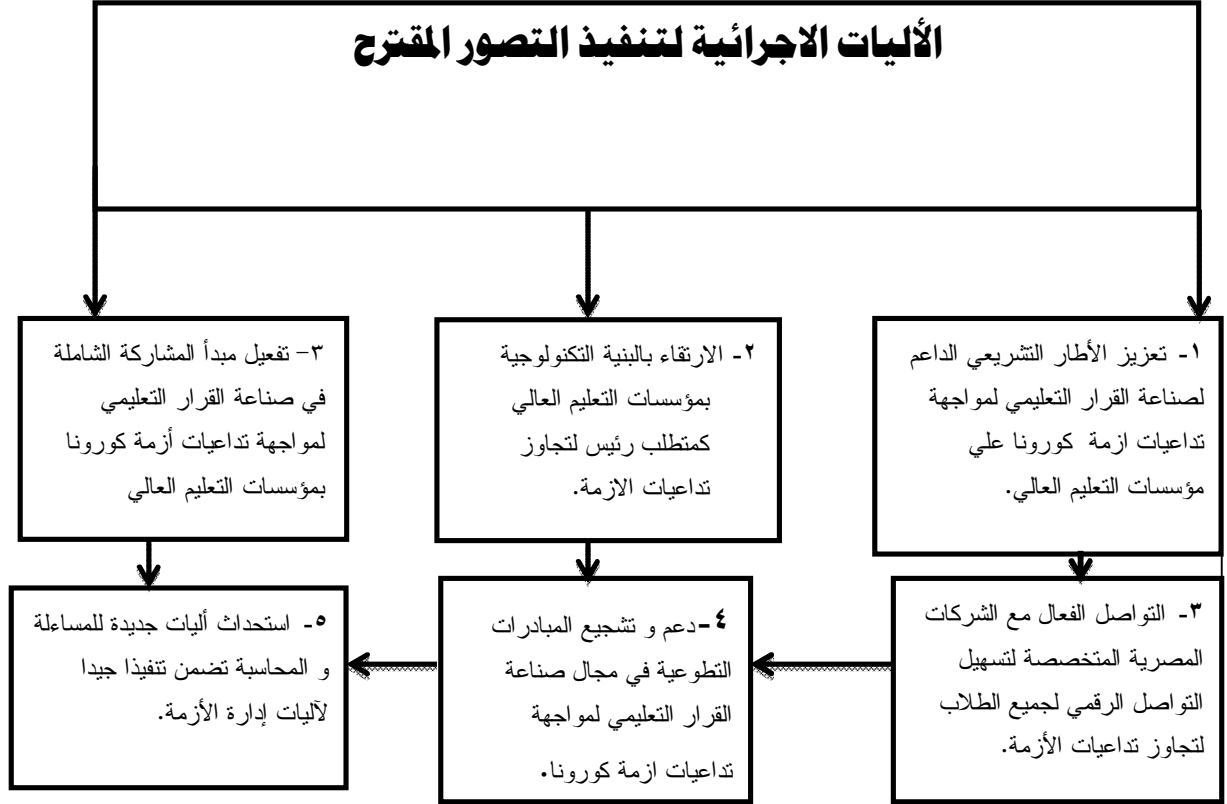 الأليات الاجرائية لتنفيذ التصور المقترح
١- تعزيز الأطار التشريعي الداعم
لصناعة القرار التعليمي لمواجهة
تداعيات ازمة كورونا علي
مؤسسات التعليم العالي.
٢- الارتقاء بالبنية التكنولوجية
بمؤسسات التعليم العالي
كمتطلب رئيس لتجاوز
تداعيات الازمة.
٣- تفعيل مبدأ المشاركة الشاملة
في صناعة القرار التعليمي
لمواجهة تداعيات أزمة كورونا
بمؤسسات التعليم العالي
٣- التواصل الفعال مع الشركات
المصرية المتخصصة لتسهيل
التواصل الرقمي لجميع الطلاب
لتجاوز تداعيات الأزمة.
٤-دعم و تشجيع المبادرات
التطوعية في مجال صناعة
القرار التعليمي لمواجهة
تداعيات ازمة كورونا.
٥- استحداث أليات جديدة للمساءلة
و المحاسبة تضمن تنفيذا جيدا
لآليات إدارة الأزمة.